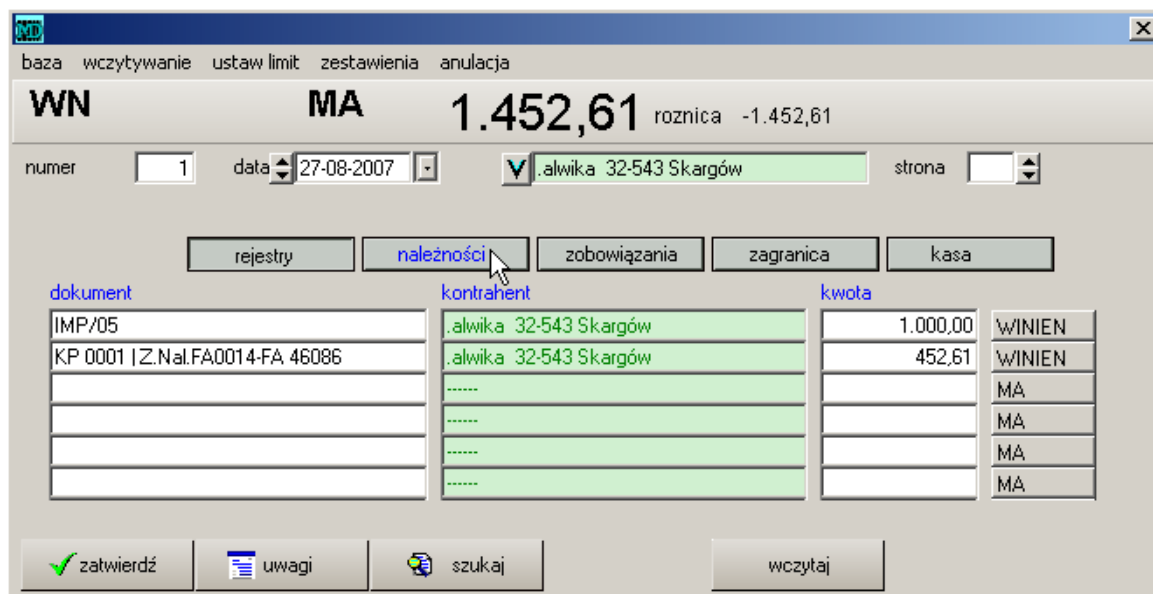 MD
baza wczytywanie ustaw limit zestawienia anulacja
WN MA 1.452,61 roznica -1.452,61
numer 1 data 27-08-2007 V .alwika 32-543 Skargów strona
rejestry należności zobowiązania zagranica kasa
dokument kontrahent kwota
IMP/05 .alwika 32-543 Skargów 1.000,00 WINIEN
KP 0001 | Z.Nal.FA0014-FA 46086 .alwika 32-543 Skargów 452,61 WINIEN
------ MA
------ MA
------ MA
------ MA
zatwierdź uwagi szukaj wczytaj